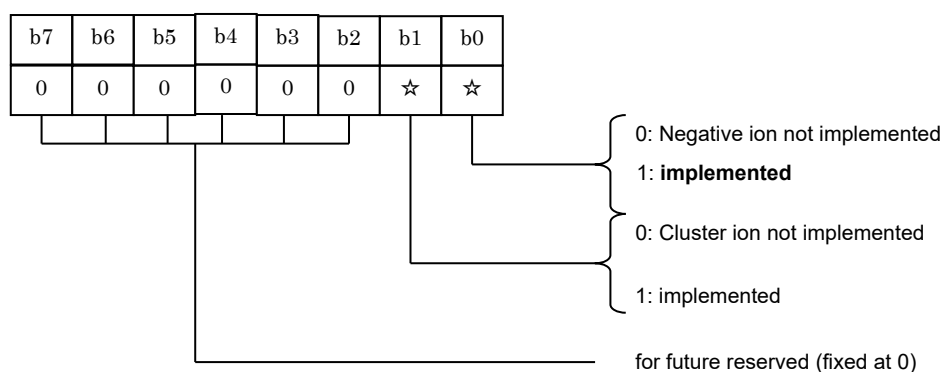 b7 b6 b5 b4 b3 b2 b1 b0
0 0 0 0 0 0 ☆ ☆
0: Negative ion not implemented
1: implemented
0: Cluster ion not implemented
1: implemented
for future reserved (fixed at 0)